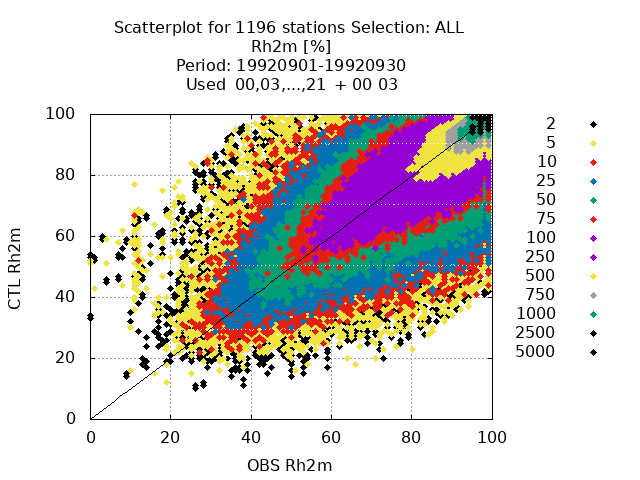 Scatterplot for 1196 stations Selection: ALL
Rh2m [%]
Period: 19920901-19920930
Used  00,03,...,21  + 00 03
100
80
60
40
20
0
CTL Rh2m
0 20 40 60 80 100
OBS Rh2m
2
5
10
25
50
75
100
250
500
750
1000
2500
5000